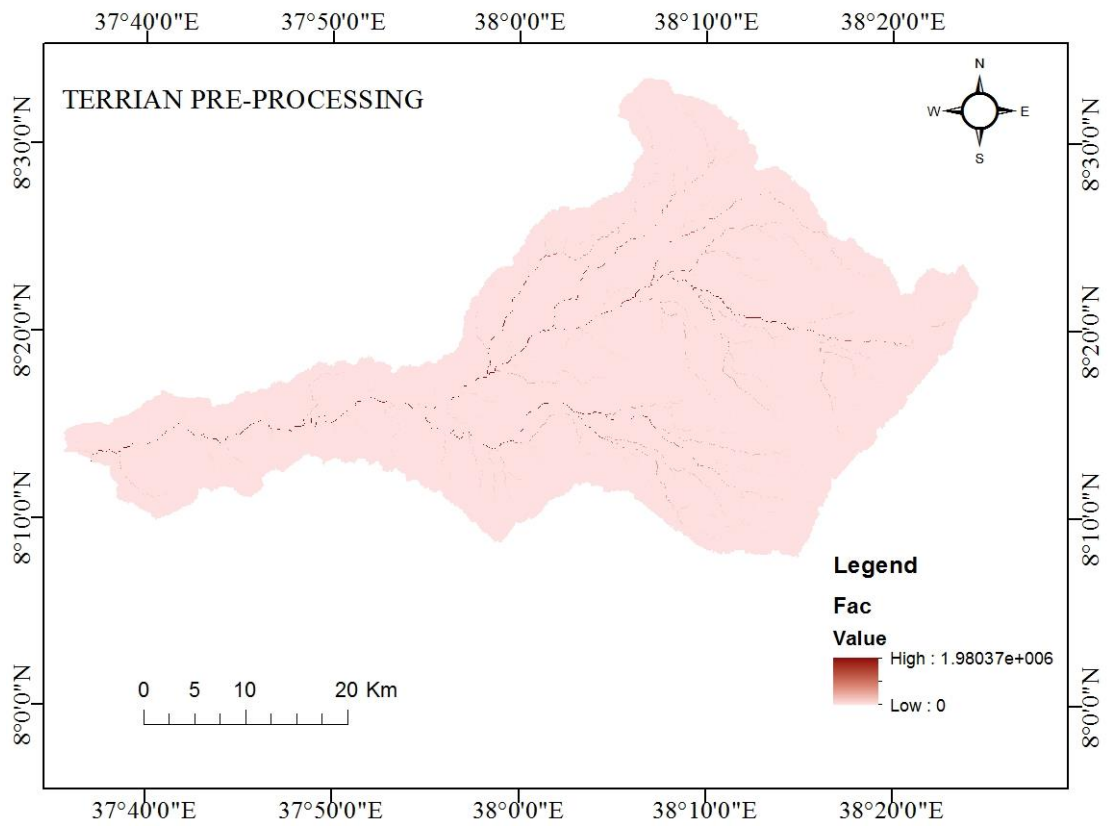 37°40'0"E 37°50'0"E 38°0'0"E 38°10'0"E 38°20'0"E
TERRIAN PRE-PROCESSING
N
W E
S
8°30'0"N 8°30'0"N
8°20'0"N 8°20'0"N
8°10'0"N 8°10'0"N
8°0'0"N 8°0'0"N
Legend
Fac
Value
High : 1.98037e+006
Low : 0
0 5 10 20 Km
37°40'0"E 37°50'0"E 38°0'0"E 38°10'0"E 38°20'0"E